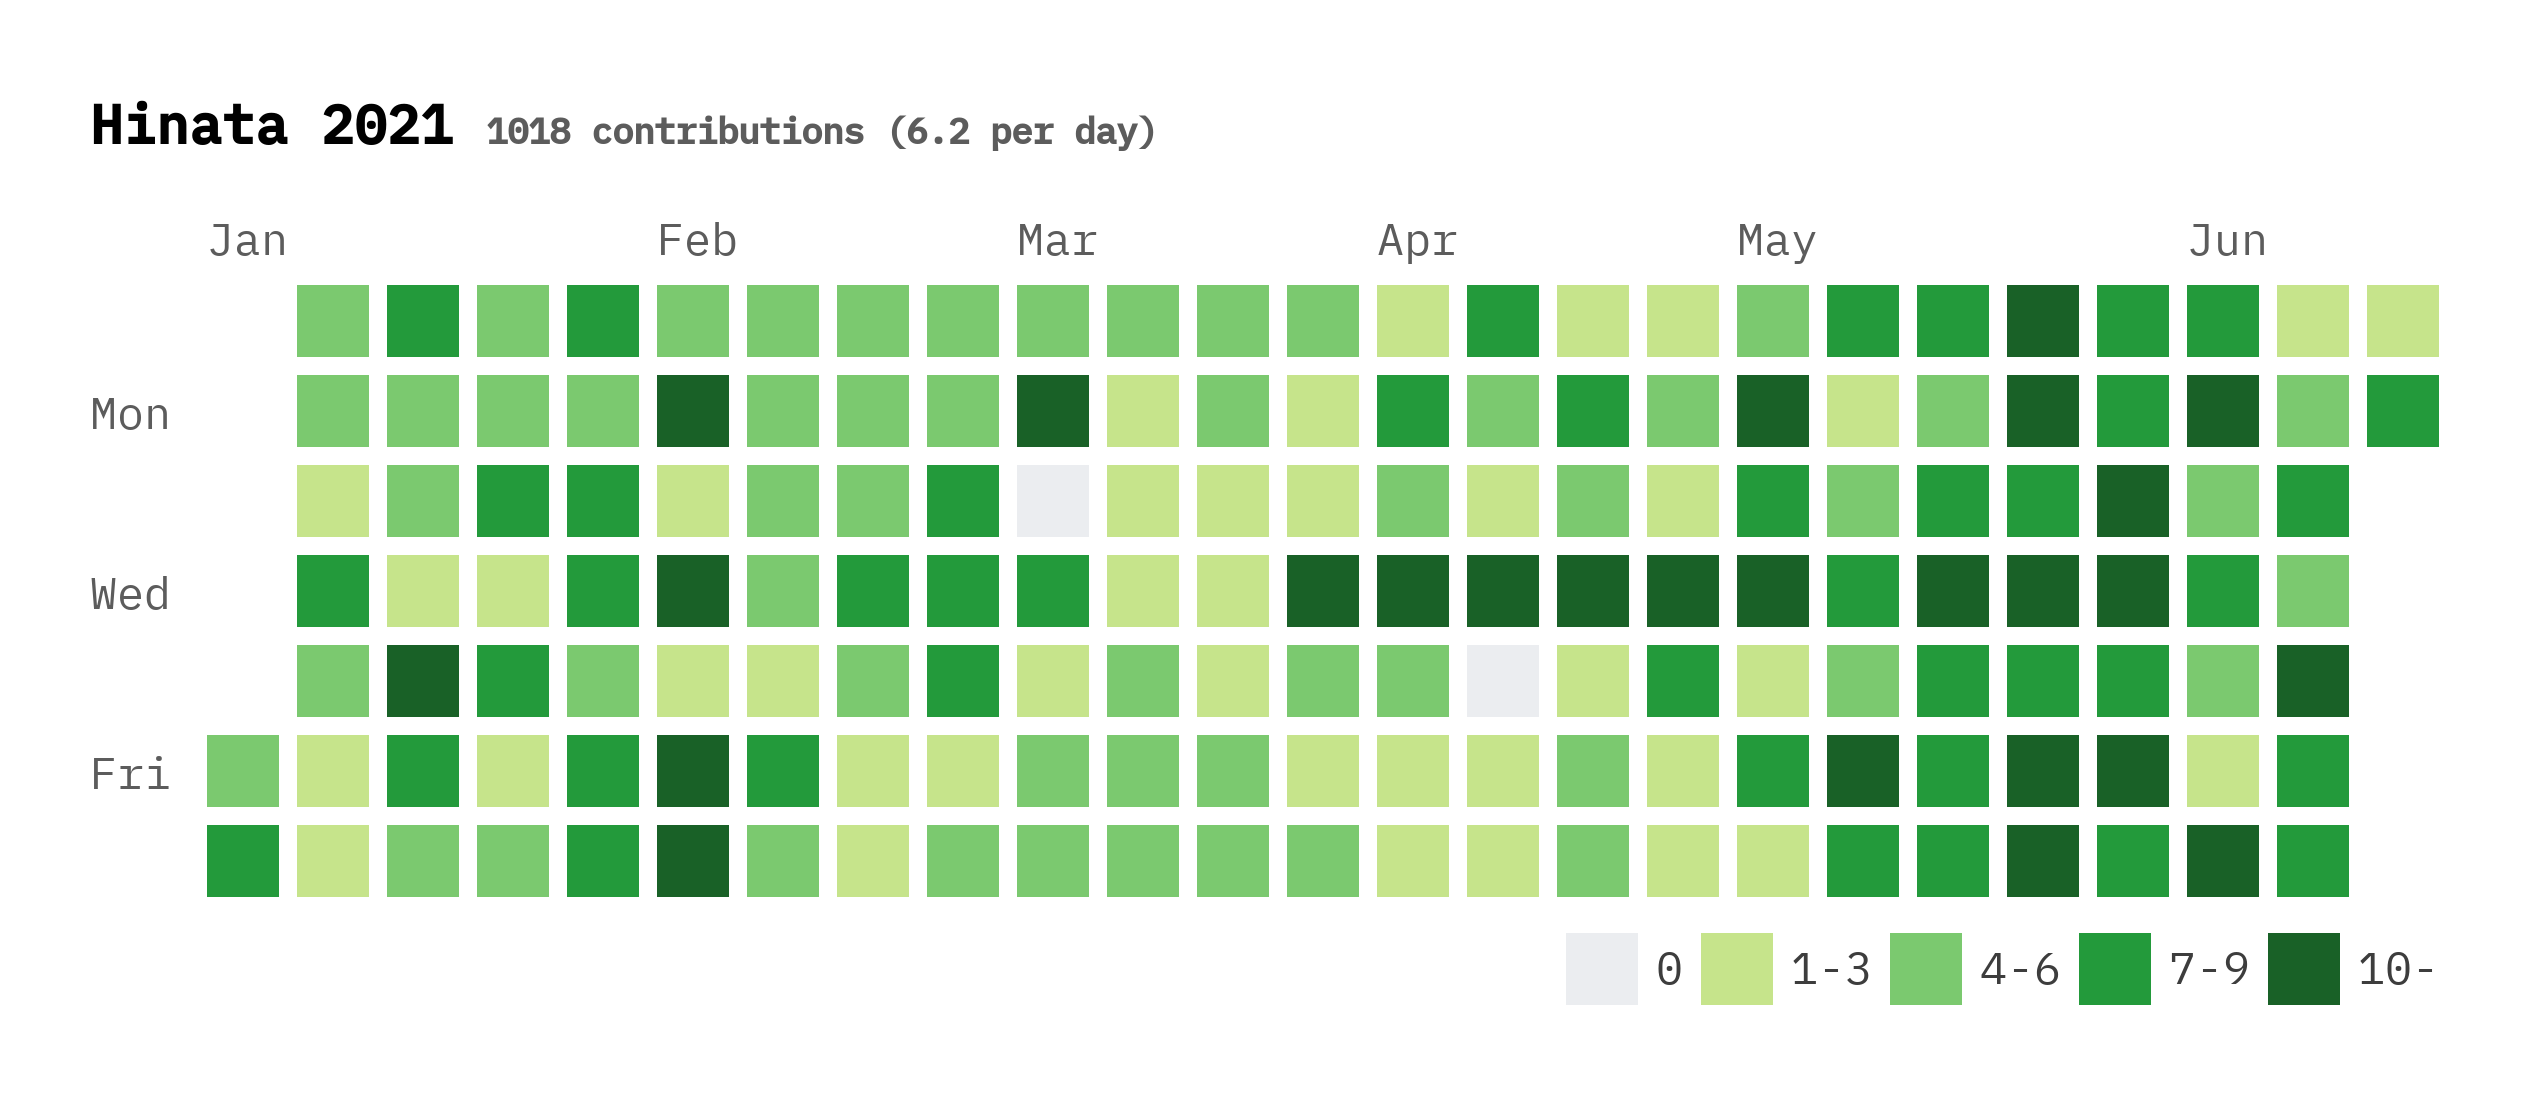 Hinata 2021 1018 contributions (6.2 per day)
Jan Feb Mar Apr May Jun
Mon
Wed
Fri
0 1-3 4-6 7-9 10-